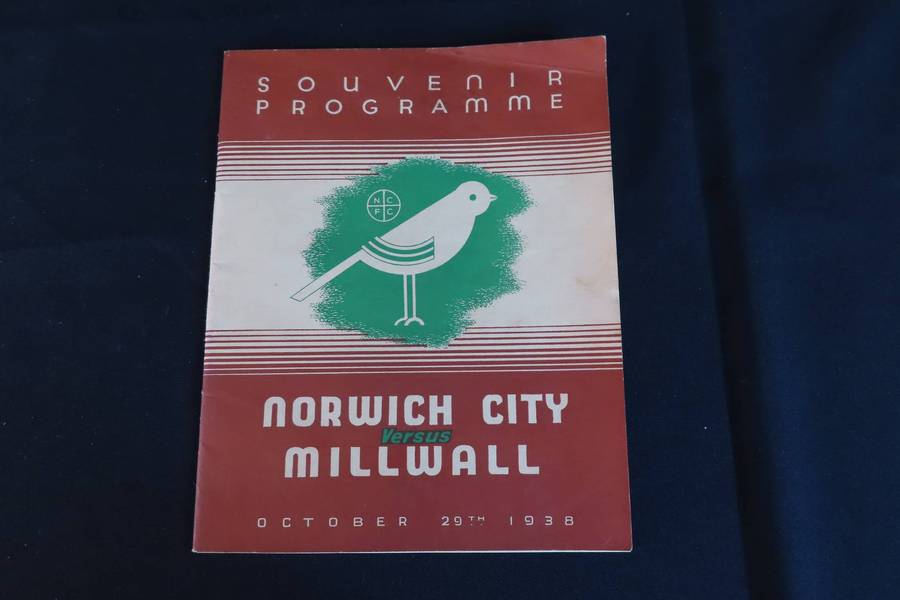 SOUVENIR
PROGRAMME
N C
F C
NORWICH CITY
Versus
MILLWALL
OCTOBER 29TH 1938